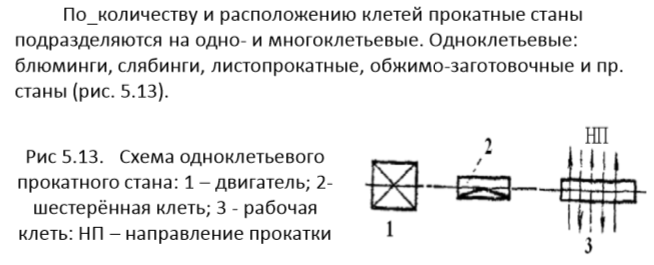 По_количеству и расположению клетей прокатные станы
подразделяются на одно- и многоклетьевые. Одноклетьевые:
блюминги, слябинги, листопрокатные, обжимо-заготовочные и пр.
станы (рис. 5.13).
Рис 5.13. Схема одноклетьевого
прокатного стана: 1 – двигатель; 2-
шестерённая клеть; 3 - рабочая
клеть: НП – направление прокатки
1
2
НП
3